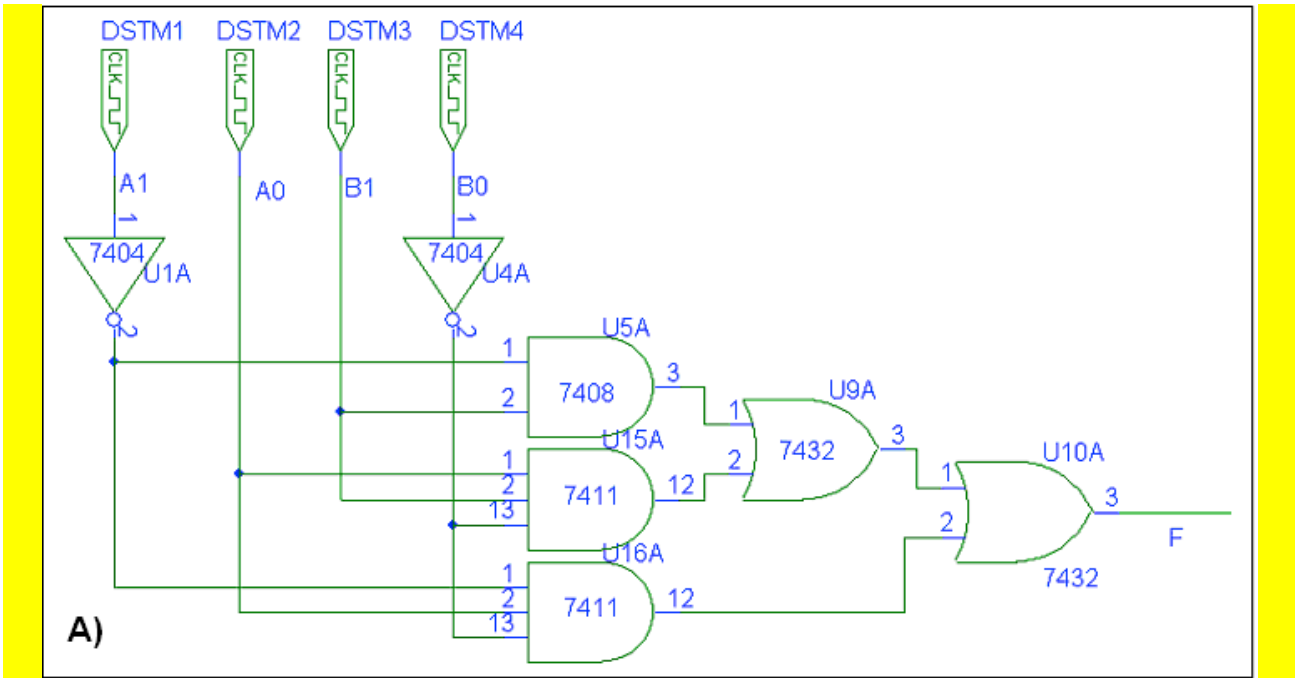 DSTM1 DSTM2 DSTM3 DSTM4
CLK CLK CLK CLK
A1 A0 B1 B0
1 1
7404 U1A 7404 U4A
2 2
U5A
1 3
2 7408
U9A
1 3
2 7432
U15A
1
2 7411 12
13
U10A
1 3
2 F
7432
U16A
1
2 7411 12
13
A)